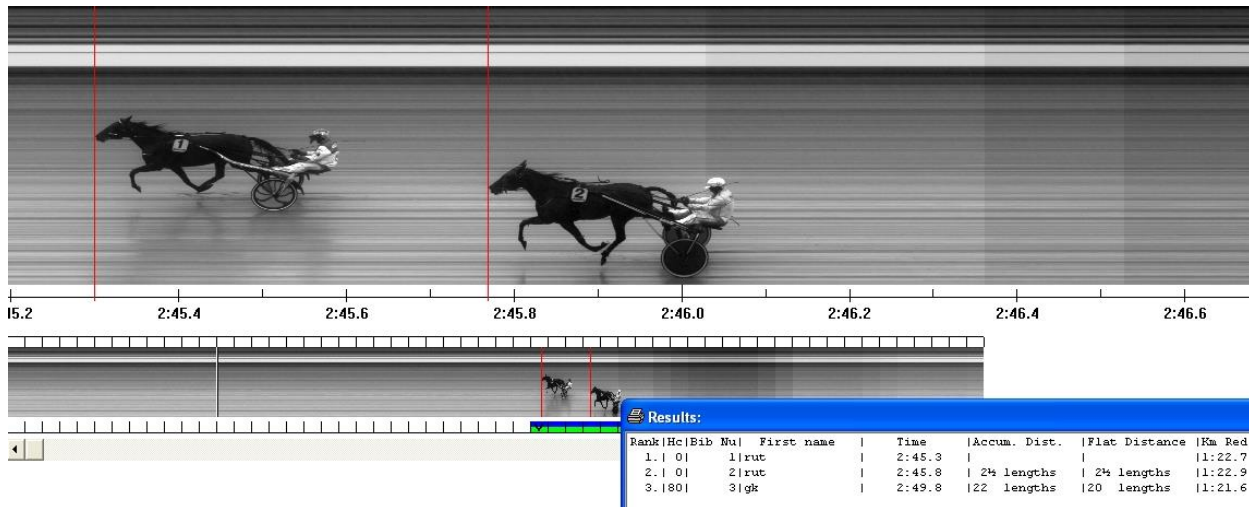 1
2
15.2 2:45.4 2:45.6 2:45.8 2:46.0 2:46.2 2:46.4 2:46.6
Results:
Rank|Hc|Bib Nu| First name | Time |Accum. Dist. |Flat Distance |Km Red
1.| 0| 1|rut | 2:45.3 | | |1:22.7
2.| 0| 2|rut | 2:45.8 | 2½ lengths | 2½ lengths |1:22.9
3.|80| 3|gk | 2:49.8 |22 lengths |20 lengths |1:21.6